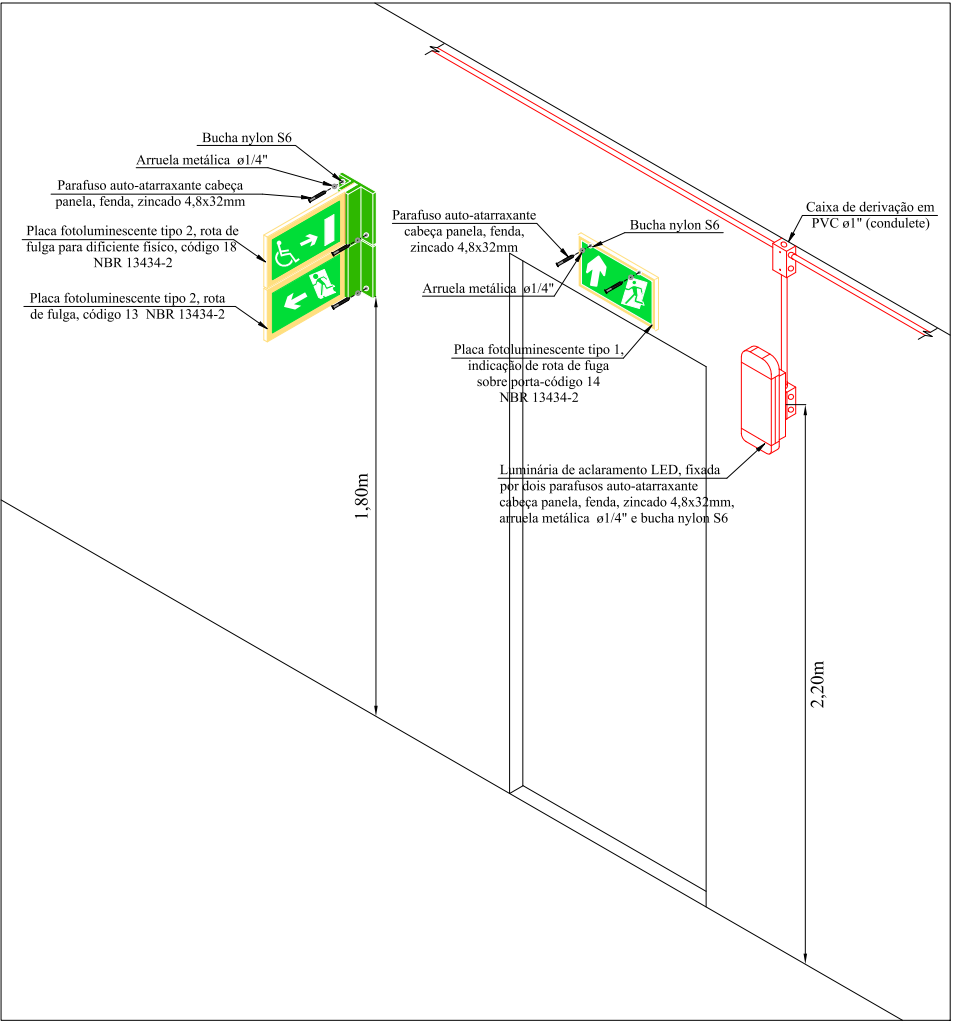 Bucha nylon S6
Arruela metálica ø1/4"
Parafuso auto-atarraxante cabeça
panela, fenda, zincado 4,8x32mm
Placa fotoluminescente tipo 2, rota de
fulga para dificiente fisico, código 18
NBR 13434-2
Placa fotoluminescente tipo 2, rota
de fulga, código 13 NBR 13434-2
1,80m
Parafuso auto-atarraxante
cabeça panela, fenda,
zincado 4,8x32mm
Bucha nylon S6
Arruela metálica ø1/4"
Placa fotoluminescente tipo 1,
indicação de rota de fuga
sobre porta-código 14
NBR 13434-2
Caixa de derivação em
PVC ø1" (condulete)
Luminária de aclaramento LED, fixada
por dois parafusos auto-atarraxante
cabeça panela, fenda, zincado 4,8x32mm,
arruela metálica ø1/4" e bucha nylon S6
2,20m